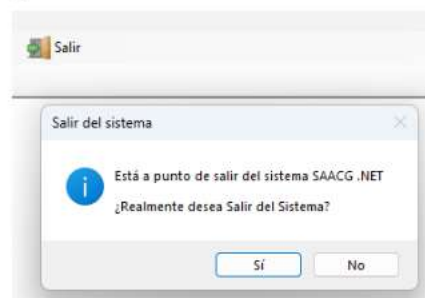 Salir
Salir del sistema
Está a punto de salir del sistema SAACG .NET
¿Realmente desea Salir del Sistema?
Sí
No